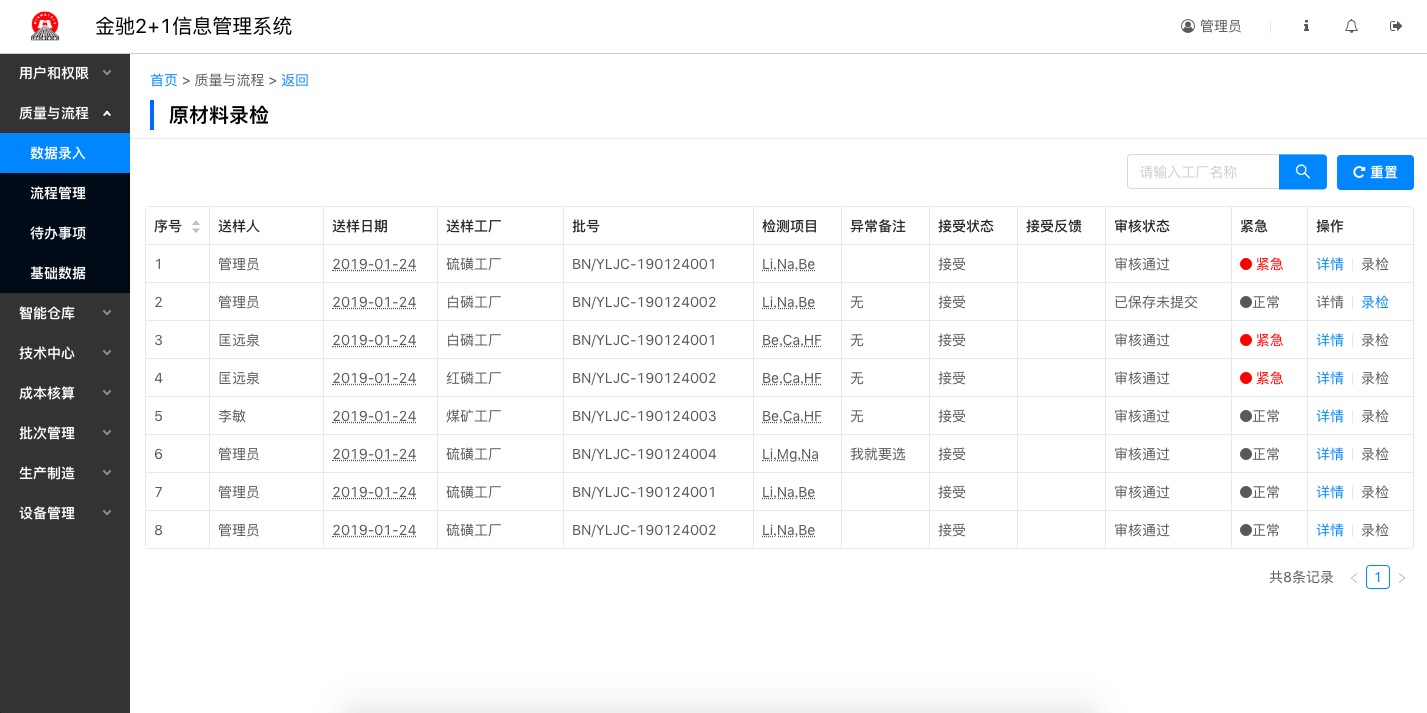 金驰2+1信息管理系统 管理员
用户和权限
质量与流程
数据录入
流程管理
待办事项
基础数据
智能仓库
技术中心
成本核算
批次管理
生产制造
设备管理
首页 > 质量与流程 > 返回
原材料录检
请输入工厂名称 重置
序号 送样人 送样日期 送样工厂 批号 检测项目 异常备注 接受状态 接受反馈 审核状态 紧急 操作
1 管理员 2019-01-24 硫磺工厂 BN/YLJC-190124001 Li,Na,Be 接受 审核通过 紧急 详情 录检
2 管理员 2019-01-24 白磷工厂 BN/YLJC-190124002 Li,Na,Be 无 接受 已保存未提交 正常 详情 录检
3 匡远泉 2019-01-24 白磷工厂 BN/YLJC-190124001 Be,Ca,HF 无 接受 审核通过 紧急 详情 录检
4 匡远泉 2019-01-24 红磷工厂 BN/YLJC-190124002 Be,Ca,HF 无 接受 审核通过 紧急 详情 录检
5 李敏 2019-01-24 煤矿工厂 BN/YLJC-190124003 Be,Ca,HF 无 接受 审核通过 正常 详情 录检
6 管理员 2019-01-24 硫磺工厂 BN/YLJC-190124004 Li,Mg,Na 我就要选 接受 审核通过 正常 详情 录检
7 管理员 2019-01-24 硫磺工厂 BN/YLJC-190124001 Li,Na,Be 接受 审核通过 正常 详情 录检
8 管理员 2019-01-24 硫磺工厂 BN/YLJC-190124002 Li,Na,Be 接受 审核通过 正常 详情 录检
共8条记录 < 1 >